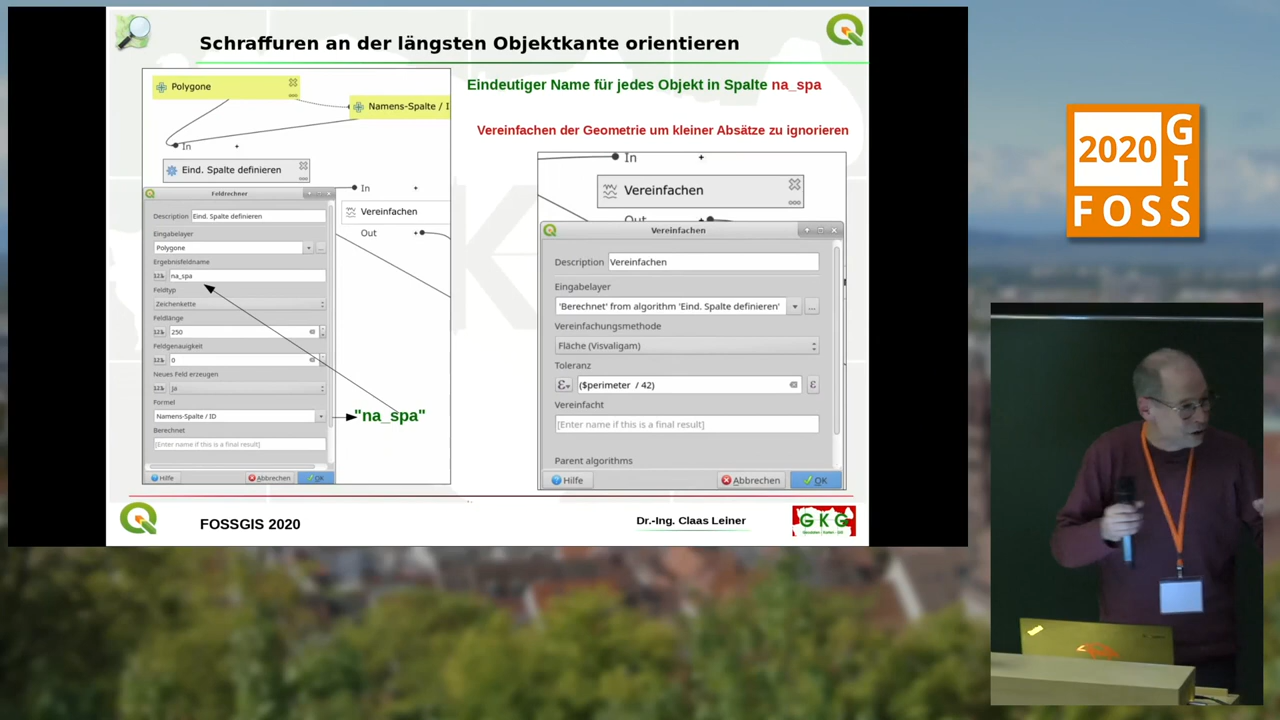 Schraffuren an der längsten Objektkante orientieren
Polygone
Namens-Spalte / I
In
Eind. Spalte definieren
Feldrechner
In
Description
Eind. Spalte definieren
Vereinfachen
Eingabelayer
Out
Polygone
...
Ergebnisfeldname
123
na_spa
Feldtyp
Zeichenkette
Feldlänge
123
250
Feldgenauigkeit
123
0
Neues Feld erzeugen
123
Ja
Formel
Namens-Spalte / ID
"na_spa"
Berechnet
[Enter name if this is a final result]
Hilfe
Abbrechen
OK
Eindeutiger Name für jedes Objekt in Spalte na_spa
Vereinfachen der Geometrie um kleiner Absätze zu ignorieren
In
Vereinfachen
Out
Vereinfachen
Description
Vereinfachen
Eingabelayer
'Berechnet' from algorithm 'Eind. Spalte definieren'
...
Vereinfachungsmethode
Fläche (Visvaligam)
Toleranz
ε
($perimeter / 42)
ε
Vereinfacht
[Enter name if this is a final result]
Parent algorithms
Hilfe
Abbrechen
OK
FOSSGIS 2020
Dr.-Ing. Claas Leiner
GKG
2020
G
I
FOSS